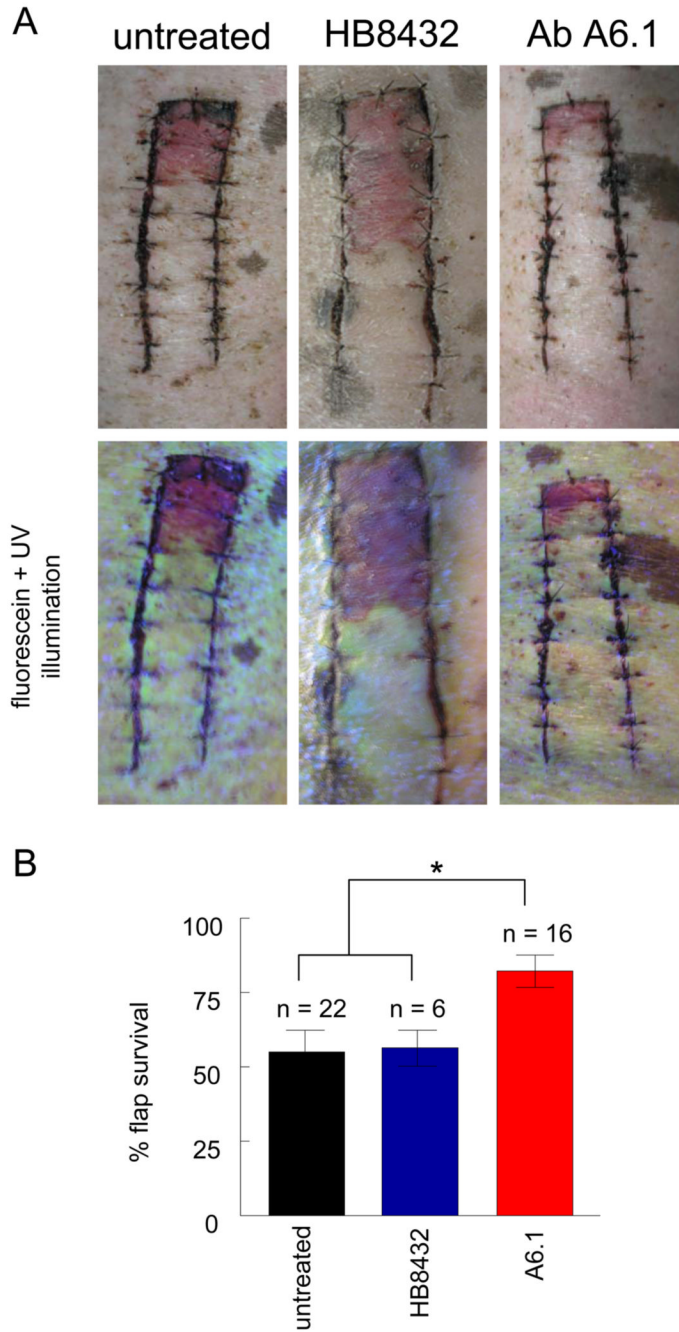 A
untreated
HB8432
Ab A6.1
fluorescein + UV
illumination
B
*
n = 22
n = 6
n = 16
100
75
50
25
0
% flap survival
untreated
HB8432
A6.1